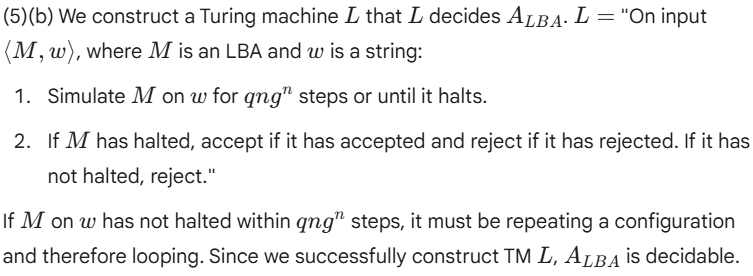 (5)(b) We construct a Turing machine L that L decides A_{LBA}. L = "On input
⟨M, w⟩, where M is an LBA and w is a string:
1. Simulate M on w for qng^n steps or until it halts.
2. If M has halted, accept if it has accepted and reject if it has rejected. If it has
not halted, reject."
If M on w has not halted within qng^n steps, it must be repeating a configuration
and therefore looping. Since we successfully construct TM L, A_{LBA} is decidable.